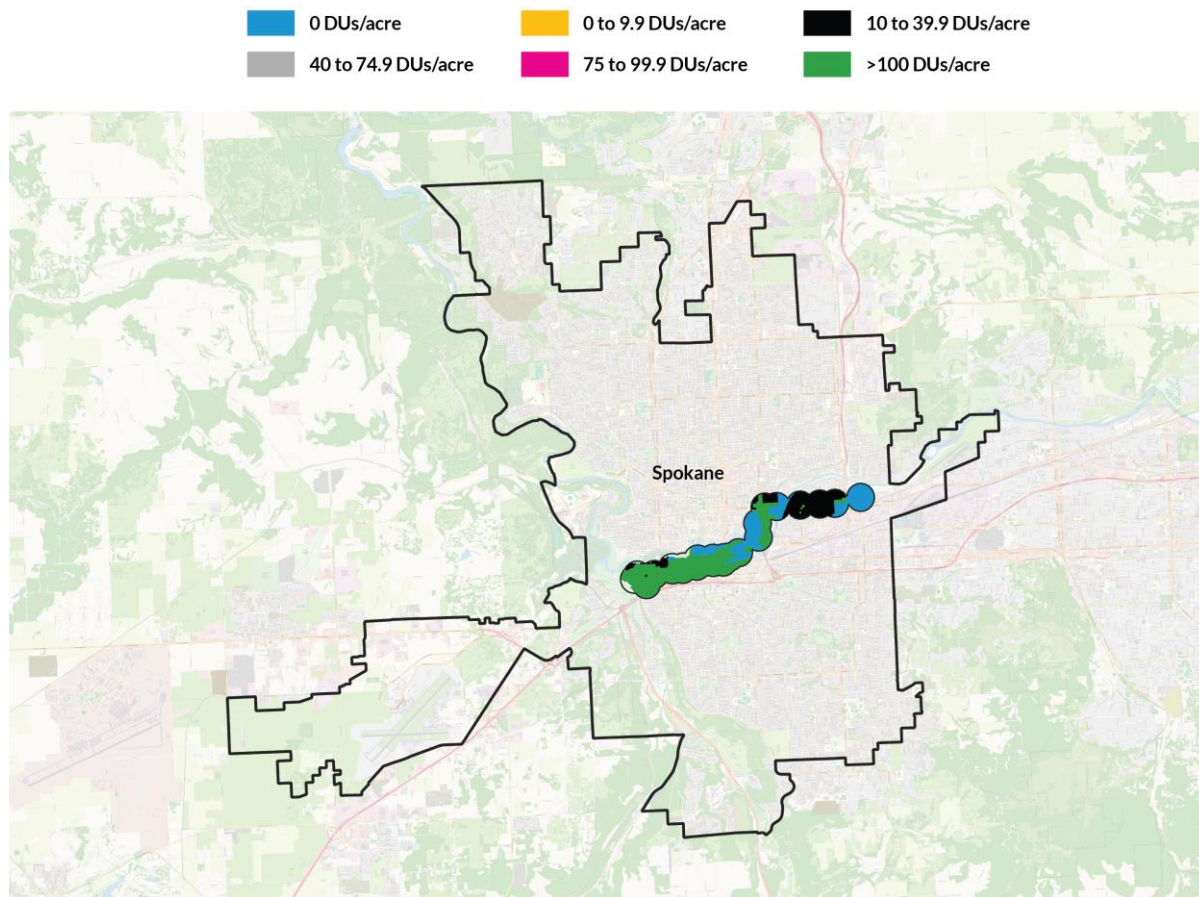 0 DUs/acre
0 to 9.9 DUs/acre
10 to 39.9 DUs/acre
40 to 74.9 DUs/acre
75 to 99.9 DUs/acre
>100 DUs/acre
Spokane